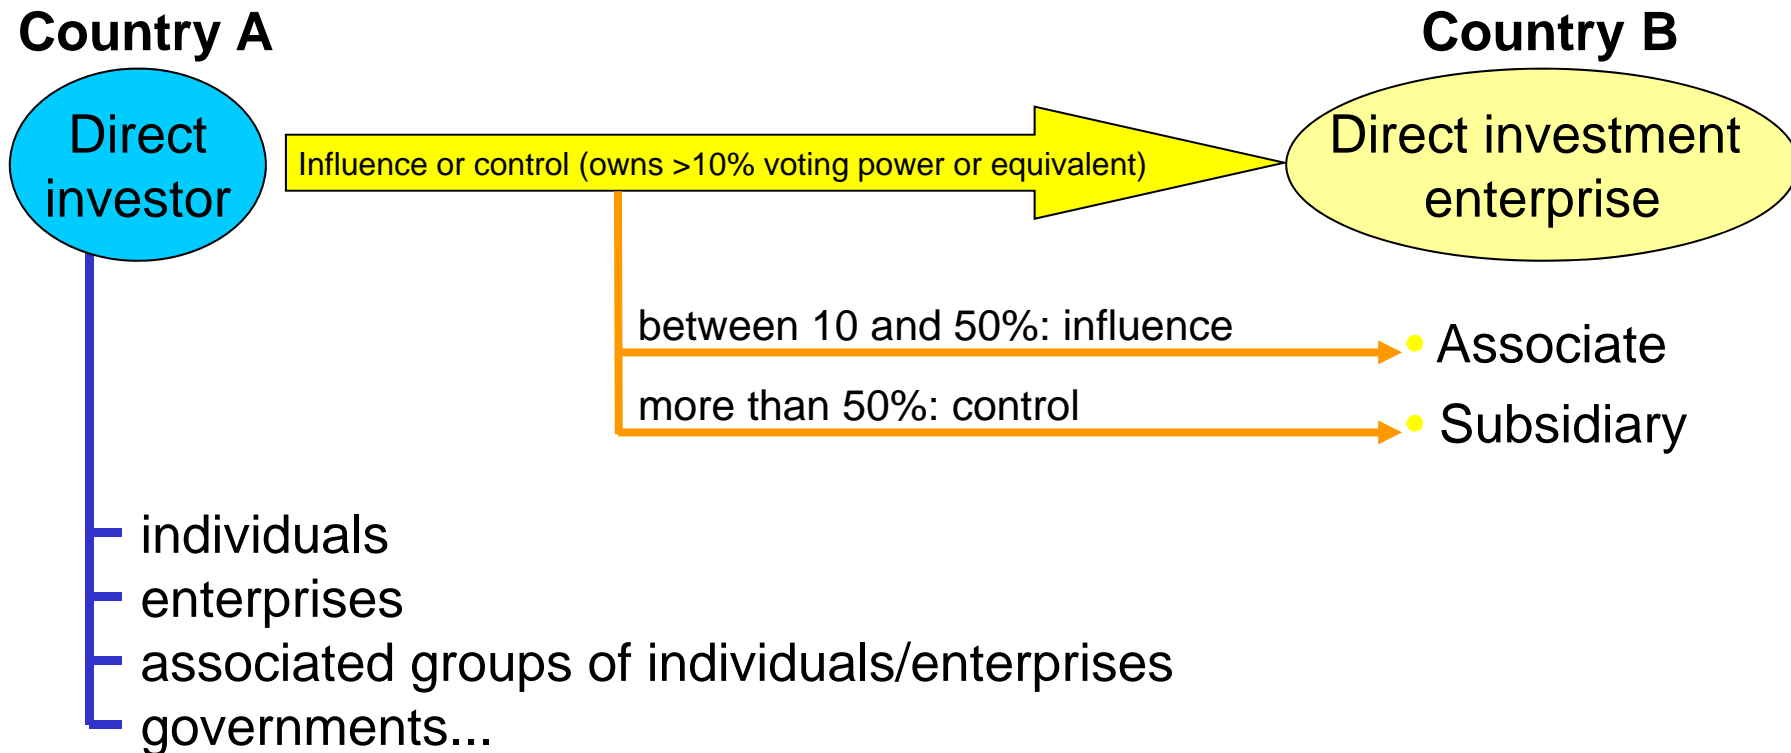 Country A
Country B
Direct
investor
Influence or control (owns >10% voting power or equivalent)
Direct investment
enterprise
between 10 and 50%: influence
• Associate
more than 50%: control
• Subsidiary
individuals
enterprises
associated groups of individuals/enterprises
governments...